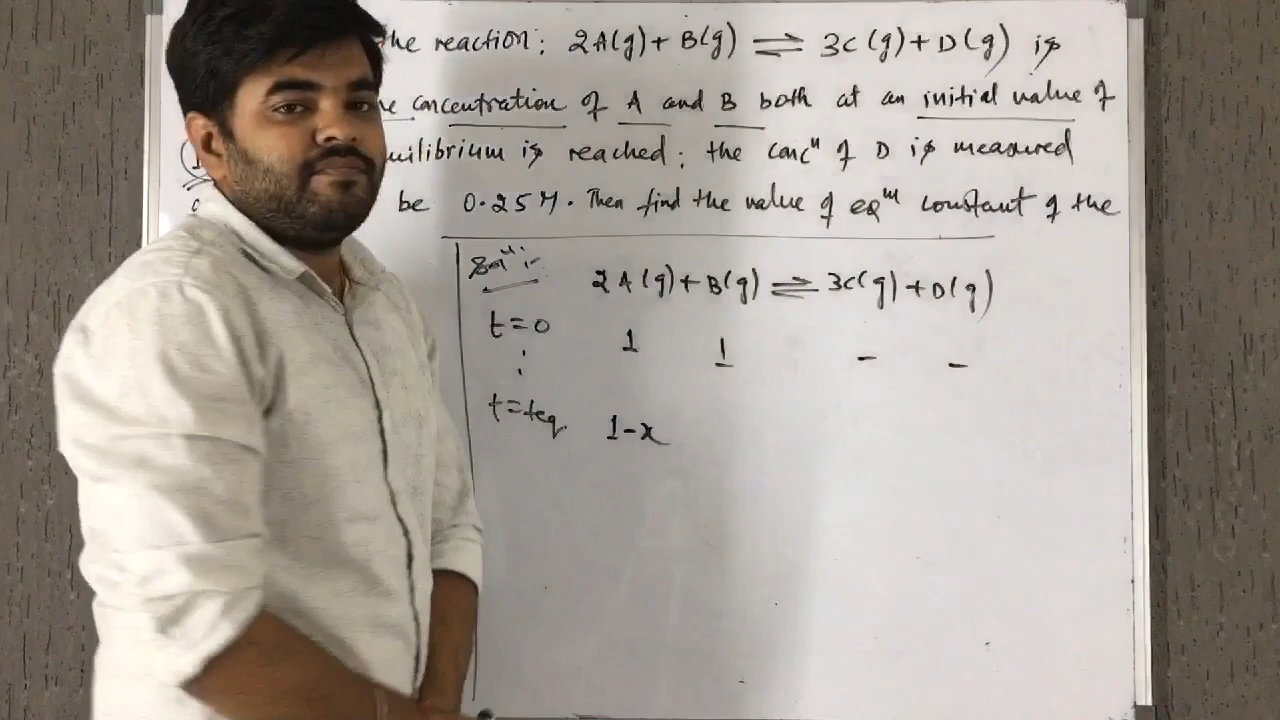 the reaction: 2A(g) + B(g) ⇌ 3C(g) + D(g) is
concentration of A and B both at an initial value of
is reached; the concⁿ of D is measured
be 0.25 M. Then find the value of eqᵐ constant of the
Solⁿ:-
2A(g) + B(g) ⇌ 3C(g) + D(g)
t=0 1 1 - -
t=teq 1-x